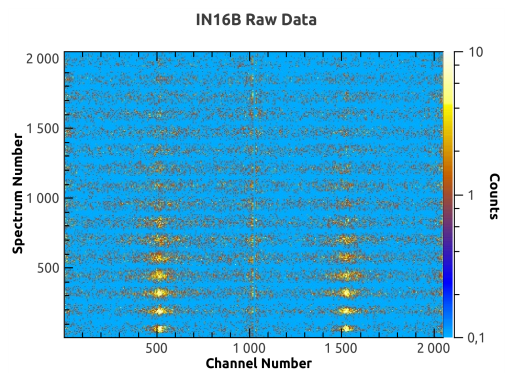 IN16B Raw Data
2 000
1 500
1 000
500
Spectrum Number
500
1 000
1 500
2 000
Channel Number
10
1
0,1
Counts